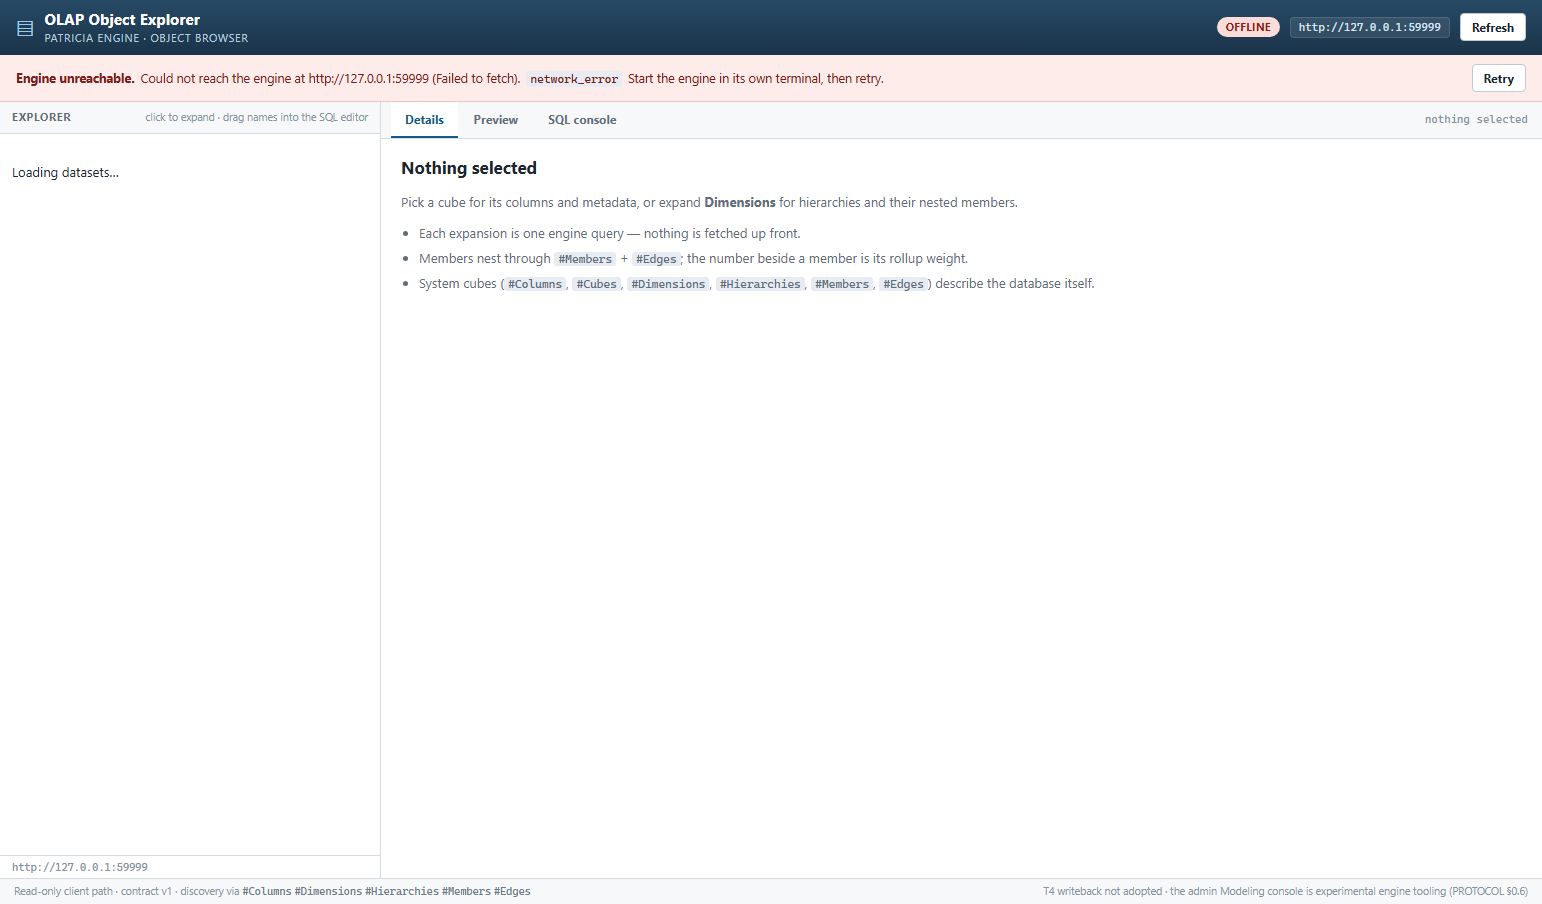 OLAP Object Explorer
PATRICIA ENGINE · OBJECT BROWSER
OFFLINE
http://127.0.0.1:59999
Refresh
Engine unreachable. Could not reach the engine at http://127.0.0.1:59999 (Failed to fetch). network_error Start the engine in its own terminal, then retry.
Retry
EXPLORER
click to expand · drag names into the SQL editor
Details
Preview
SQL console
nothing selected
Loading datasets...
Nothing selected
Pick a cube for its columns and metadata, or expand Dimensions for hierarchies and their nested members.
Each expansion is one engine query — nothing is fetched up front.
Members nest through #Members + #Edges; the number beside a member is its rollup weight.
System cubes (#Columns, #Cubes, #Dimensions, #Hierarchies, #Members, #Edges) describe the database itself.
http://127.0.0.1:59999
Read-only client path · contract v1 · discovery via #Columns #Dimensions #Hierarchies #Members #Edges
T4 writeback not adopted · the admin Modeling console is experimental engine tooling (PROTOCOL §0.6)